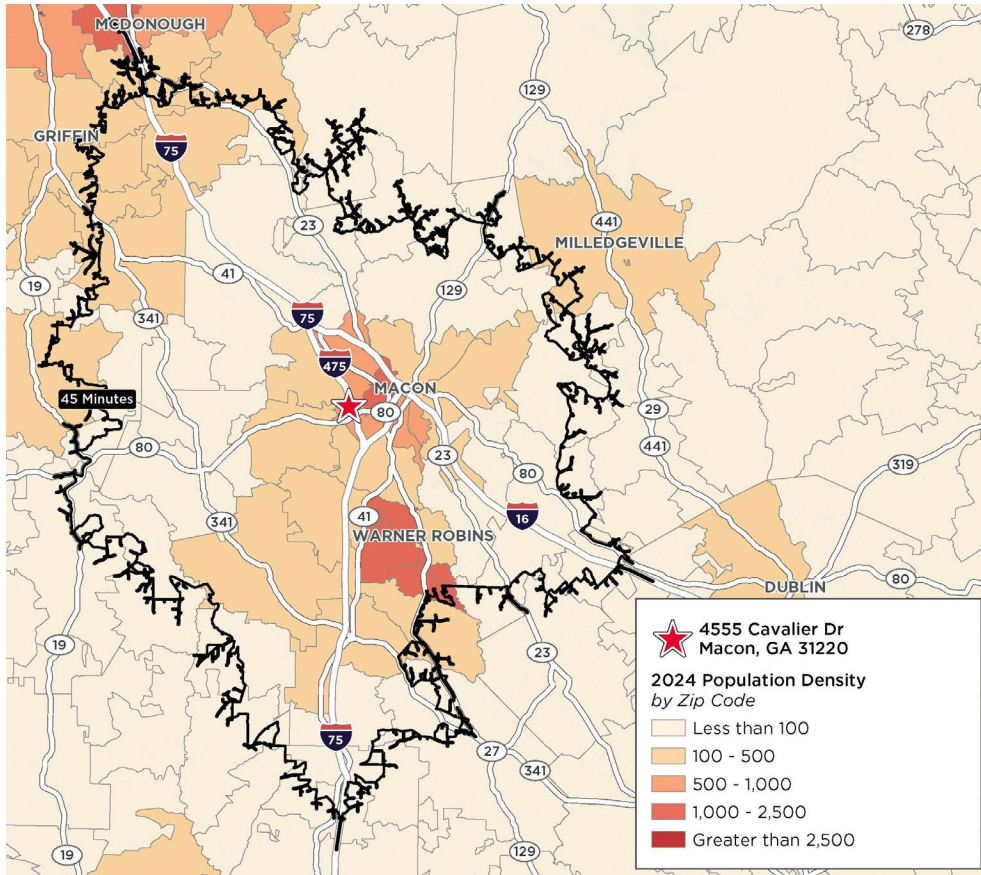 MCDONOUGH
278
129
GRIFFIN
75
23
441
MILLEDGEVILLE
41
19
129
75
341
475
MACON
45 Minutes
80
29
80
23
441
80
319
41
16
341
WARNER ROBINS
DUBLIN
80
19
23
75
27
341
129
19
4555 Cavalier Dr
Macon, GA 31220
2024 Population Density
by Zip Code
Less than 100
100 - 500
500 - 1,000
1,000 - 2,500
Greater than 2,500